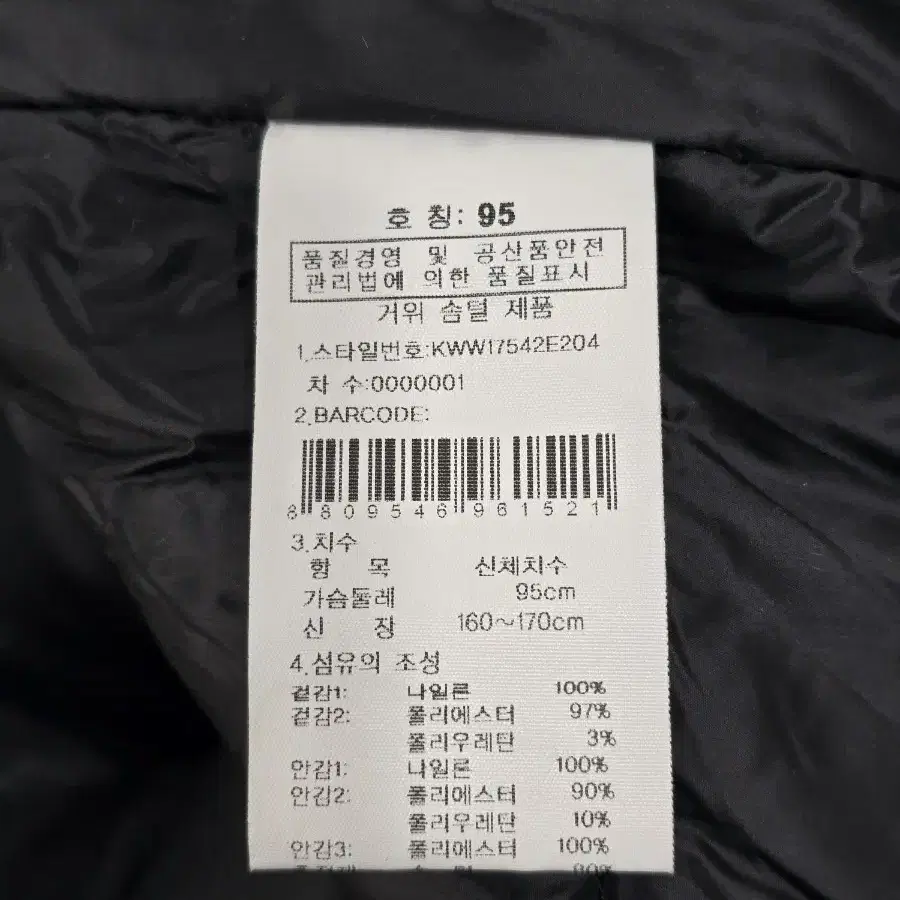 호 칭: 95
품질경영 및 공산품안전
관리법에 의한 품질표시
거위 솜털 제품
1.스타일번호:KWW17542E204
차 수:0000001
2.BARCODE:
8 809546 961521
3.치수
항 목 신체치수
가슴둘레 95cm
신 장 160~170cm
4.섬유의 조성
겉감1: 나일론 100%
겉감2: 폴리에스터 97%
폴리우레탄 3%
안감1: 나일론 100%
안감2: 폴리에스터 90%
폴리우레탄 10%
안감3: 폴리에스터 100%